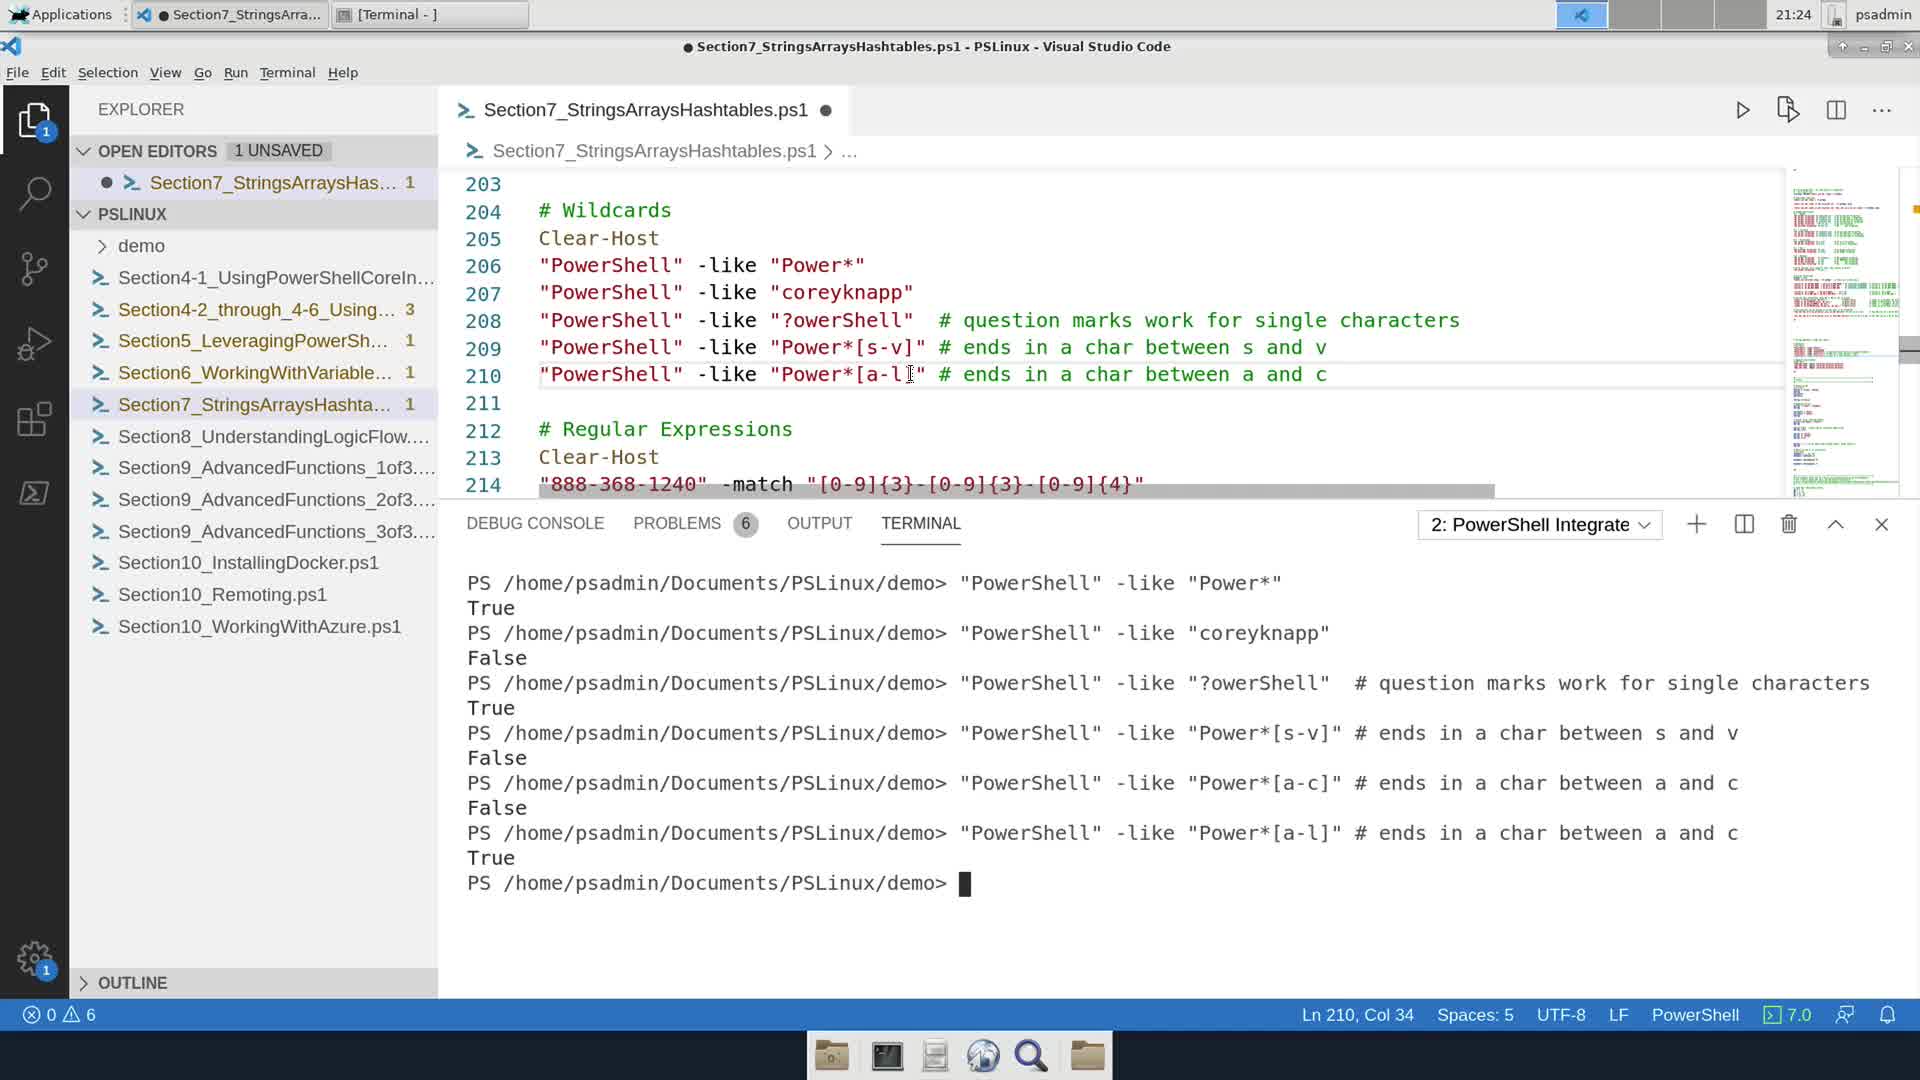 Applications
● Section7_StringsArra...
[Terminal - ]
21:24
psadmin
● Section7_StringsArraysHashtables.ps1 - PSLinux - Visual Studio Code
File Edit Selection View Go Run Terminal Help
EXPLORER
OPEN EDITORS 1 UNSAVED
Section7_StringsArraysHas... 1
PSLINUX
demo
Section4-1_UsingPowerShellCoreIn...
Section4-2_through_4-6_Using... 3
Section5_LeveragingPowerSh... 1
Section6_WorkingWithVariable... 1
Section7_StringsArraysHashta... 1
Section8_UnderstandingLogicFlow....
Section9_AdvancedFunctions_1of3....
Section9_AdvancedFunctions_2of3....
Section9_AdvancedFunctions_3of3....
Section10_InstallingDocker.ps1
Section10_Remoting.ps1
Section10_WorkingWithAzure.ps1
OUTLINE
1
1
Section7_StringsArraysHashtables.ps1 ●
Section7_StringsArraysHashtables.ps1 > ...
203
204 # Wildcards
205 Clear-Host
206 "PowerShell" -like "Power*"
207 "PowerShell" -like "coreyknapp"
208 "PowerShell" -like "?owerShell"  # question marks work for single characters
209 "PowerShell" -like "Power*[s-v]" # ends in a char between s and v
210 "PowerShell" -like "Power*[a-l]" # ends in a char between a and c
211
212 # Regular Expressions
213 Clear-Host
214 "888-368-1240" -match "[0-9]{3}-[0-9]{3}-[0-9]{4}"
DEBUG CONSOLE PROBLEMS 6 OUTPUT TERMINAL
2: PowerShell Integrate
PS /home/psadmin/Documents/PSLinux/demo> "PowerShell" -like "Power*"
True
PS /home/psadmin/Documents/PSLinux/demo> "PowerShell" -like "coreyknapp"
False
PS /home/psadmin/Documents/PSLinux/demo> "PowerShell" -like "?owerShell"  # question marks work for single characters
True
PS /home/psadmin/Documents/PSLinux/demo> "PowerShell" -like "Power*[s-v]" # ends in a char between s and v
False
PS /home/psadmin/Documents/PSLinux/demo> "PowerShell" -like "Power*[a-c]" # ends in a char between a and c
False
PS /home/psadmin/Documents/PSLinux/demo> "PowerShell" -like "Power*[a-l]" # ends in a char between a and c
True
PS /home/psadmin/Documents/PSLinux/demo>
0 6
Ln 210, Col 34 Spaces: 5 UTF-8 LF PowerShell 7.0